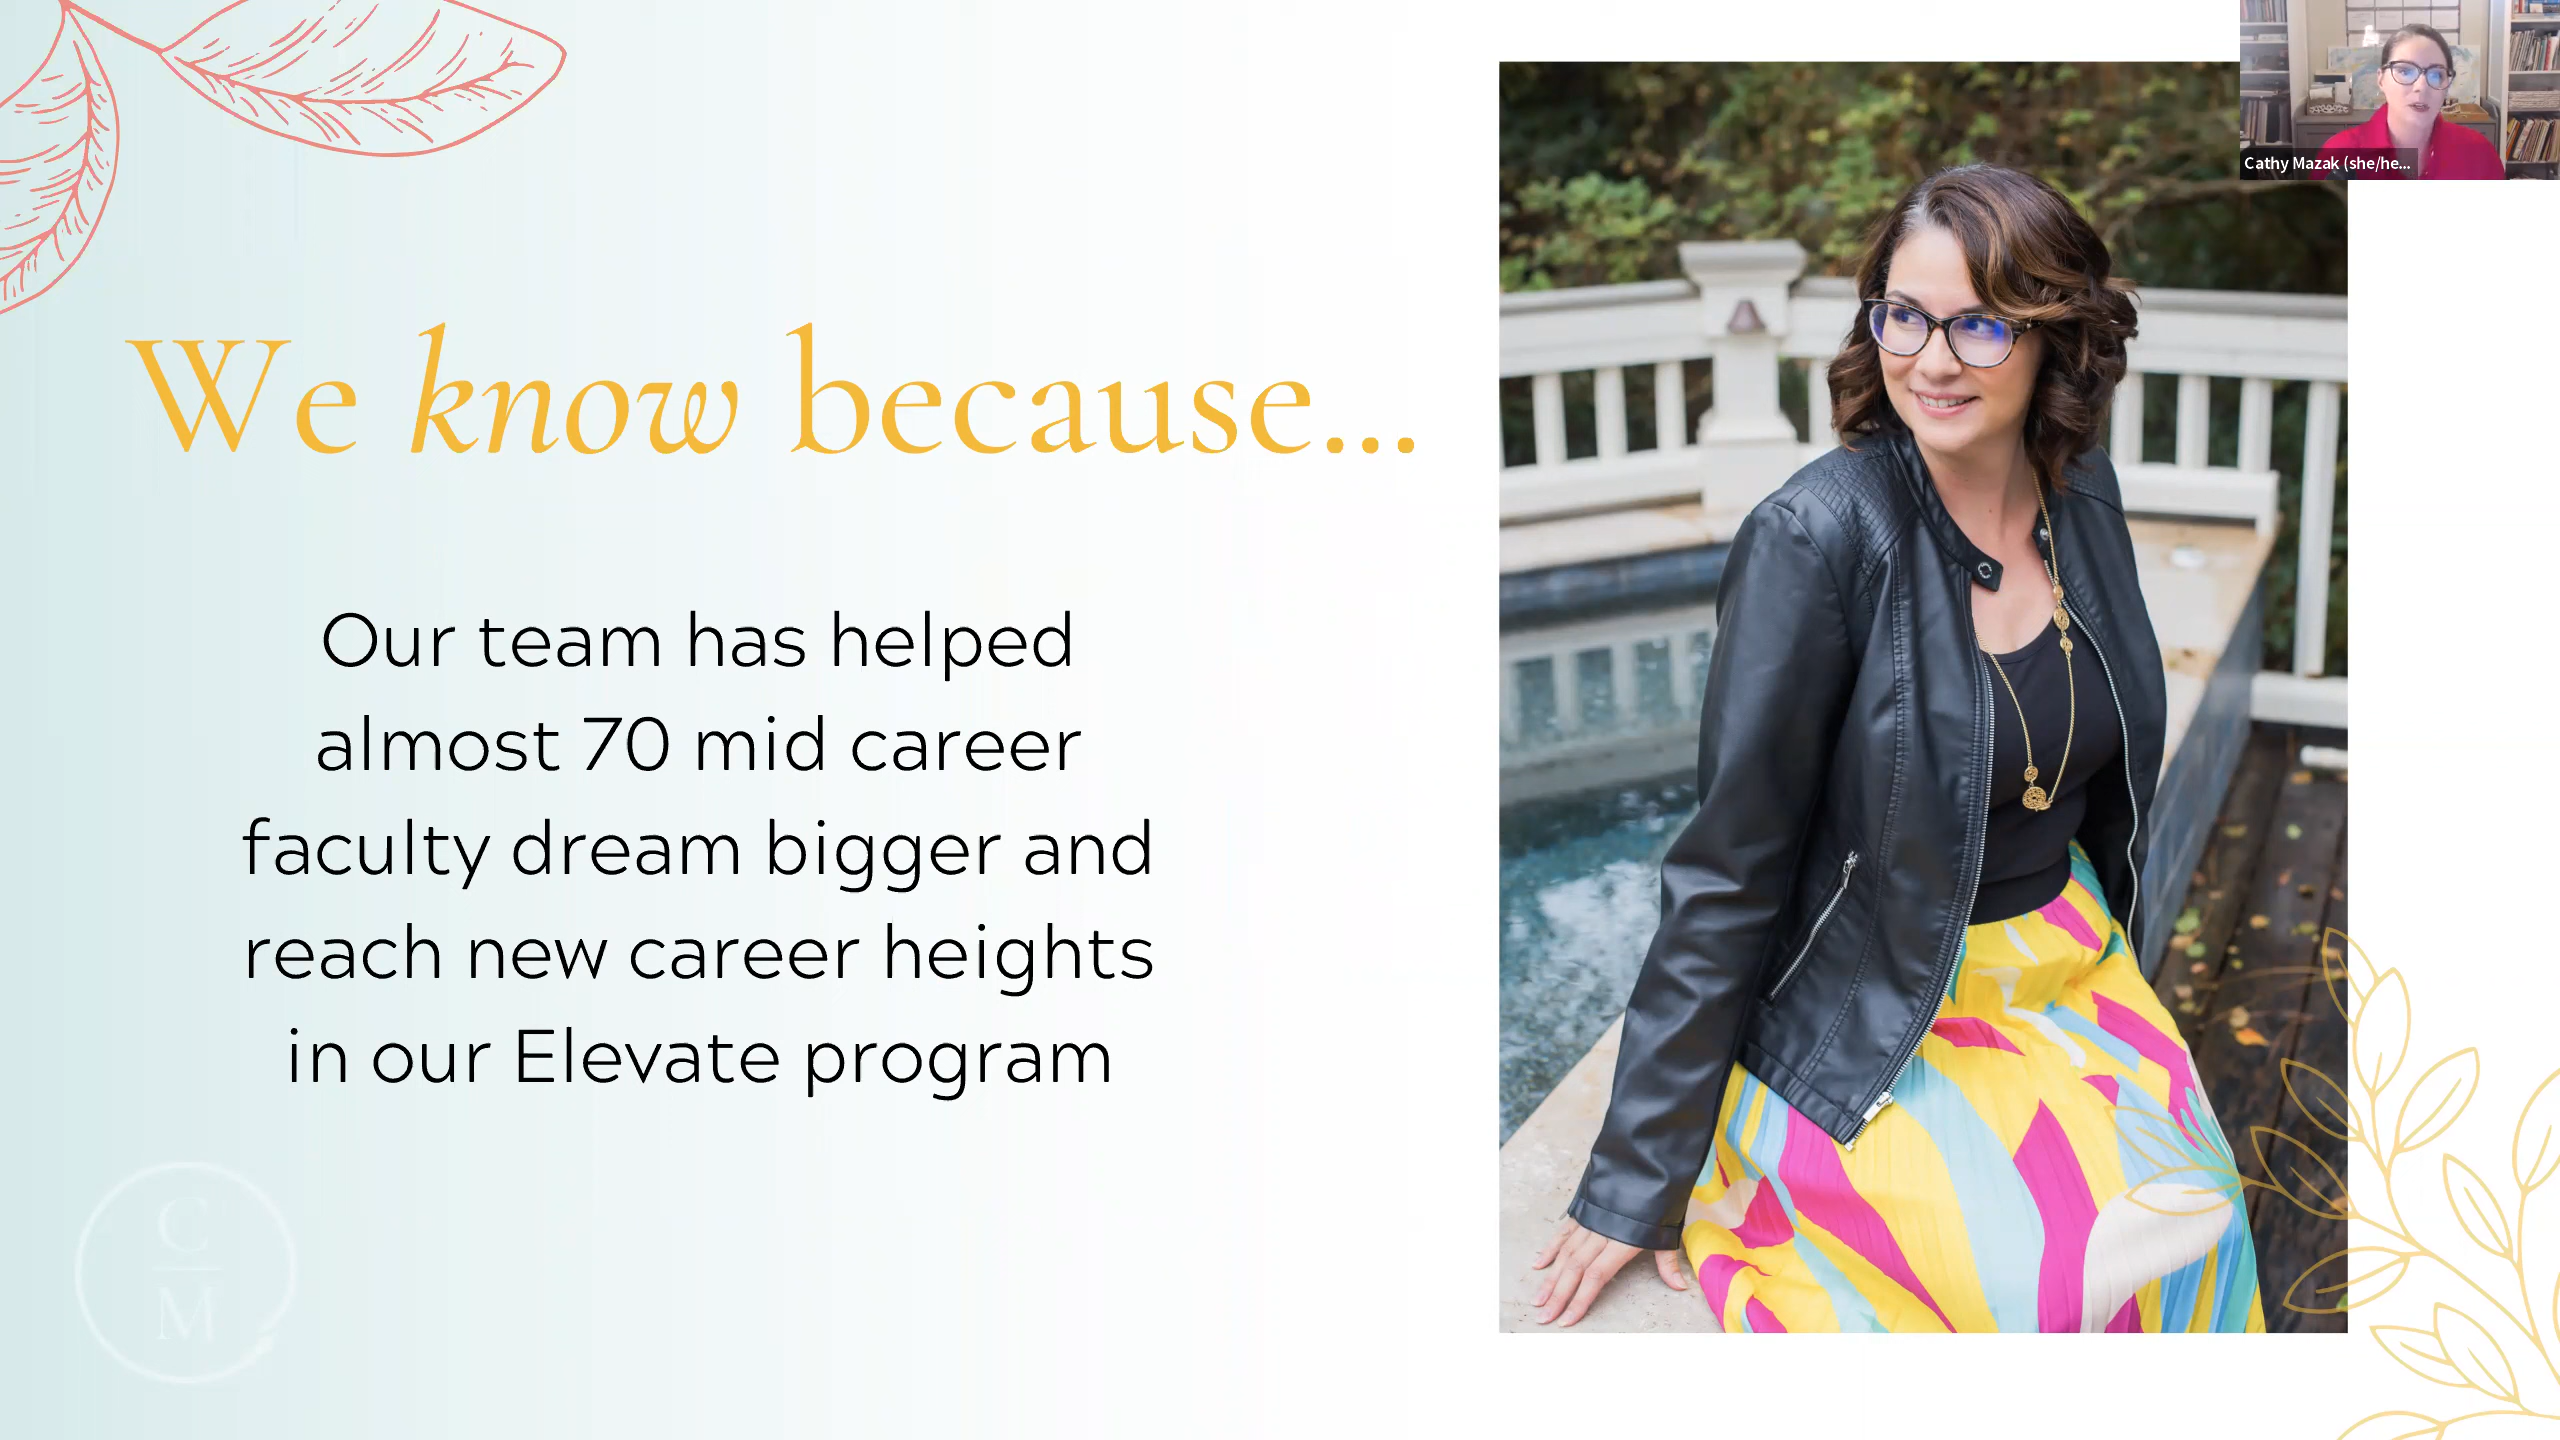 Cathy Mazak (she/he...
We know because...
Our team has helped
almost 70 mid career
faculty dream bigger and
reach new career heights
in our Elevate program
C
M